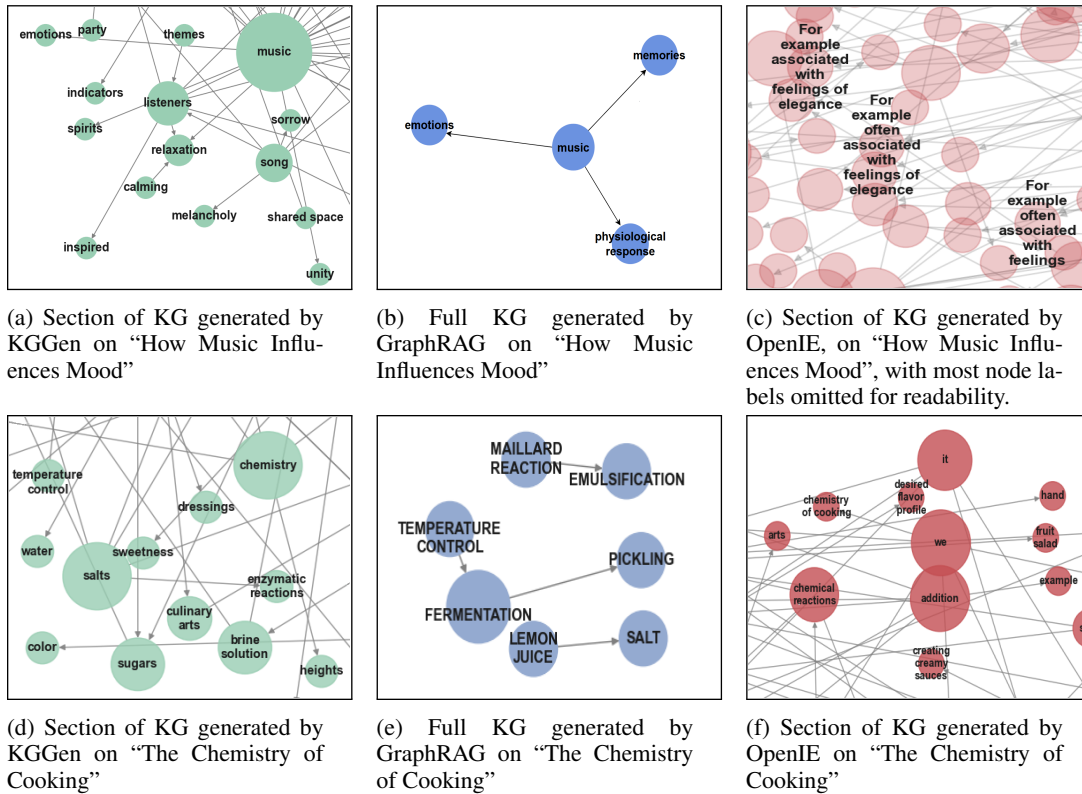 emotions
party
themes
music
indicators
listeners
spirits
sorrow
relaxation
song
calming
melancholy
shared space
inspired
unity
memories
emotions
music
physiological
response
For
example
associated
with
feelings of
elegance
For
example
often
associated
with
feelings of
elegance
For
example
often
associated
with
feelings
(a) Section of KG generated by
KGGen on “How Music Influ-
ences Mood”
(b) Full KG generated by
GraphRAG on “How Music
Influences Mood”
(c) Section of KG generated by
OpenIE, on “How Music Influ-
ences Mood”, with most node la-
bels omitted for readability.
temperature
control
chemistry
dressings
water
sweetness
salts
enzymatic
reactions
culinary
arts
color
sugars
brine
solution
heights
MAILLARD
REACTION
EMULSIFICATION
TEMPERATURE
CONTROL
PICKLING
FERMENTATION
LEMON
JUICE
SALT
it
desired
flavor
profile
chemistry
of cooking
hand
arts
we
fruit
salad
example
chemical
reactions
addition
s
creating
creamy
sauces
(d) Section of KG generated by
KGGen on “The Chemistry of
Cooking”
(e) Full KG generated by
GraphRAG on “The Chemistry
of Cooking”
(f) Section of KG generated by
OpenIE on “The Chemistry of
Cooking”